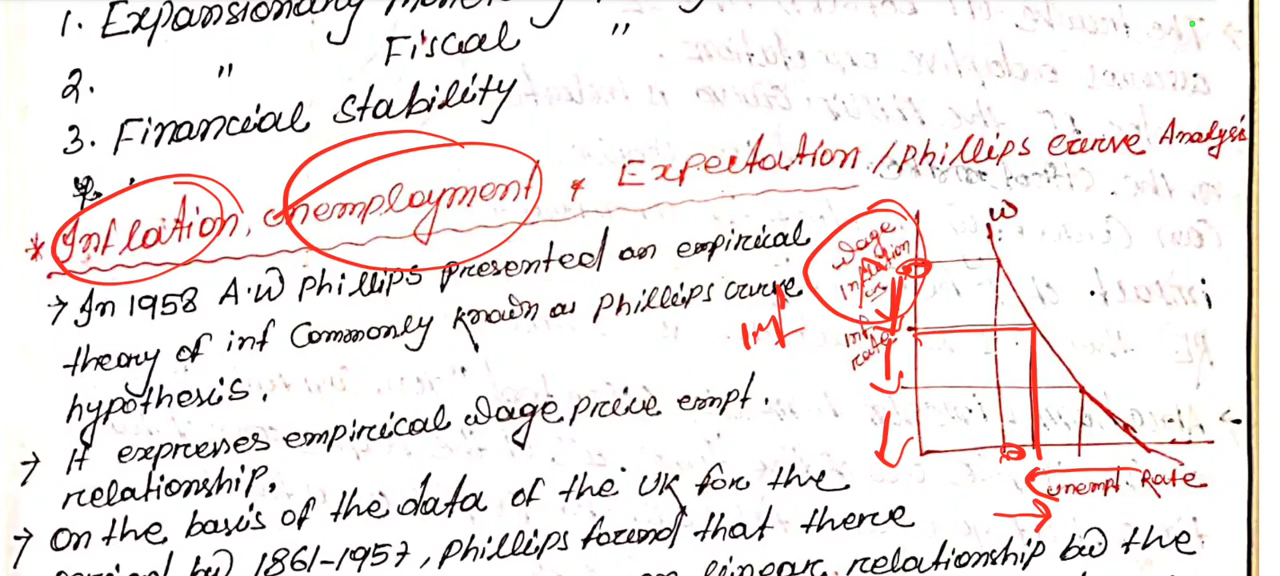 1. Expansionary
2. " Fiscal "
3. Financial Stability
4.
* Inflation, unemployment & Expectation / Phillips curve Analysis
→ In 1958 A.W Phillips presented an empirical
theory of inf Commonly known as Phillips curve
hypothesis.
→ It expresses empirical wage price empt.
relationship.
→ On the basis of the data of the UK for the
1861-1957, Phillips found that there
linear relationship bw the
W
Wage
Inflation
Inf
rate
Inf
Unempt. Rate